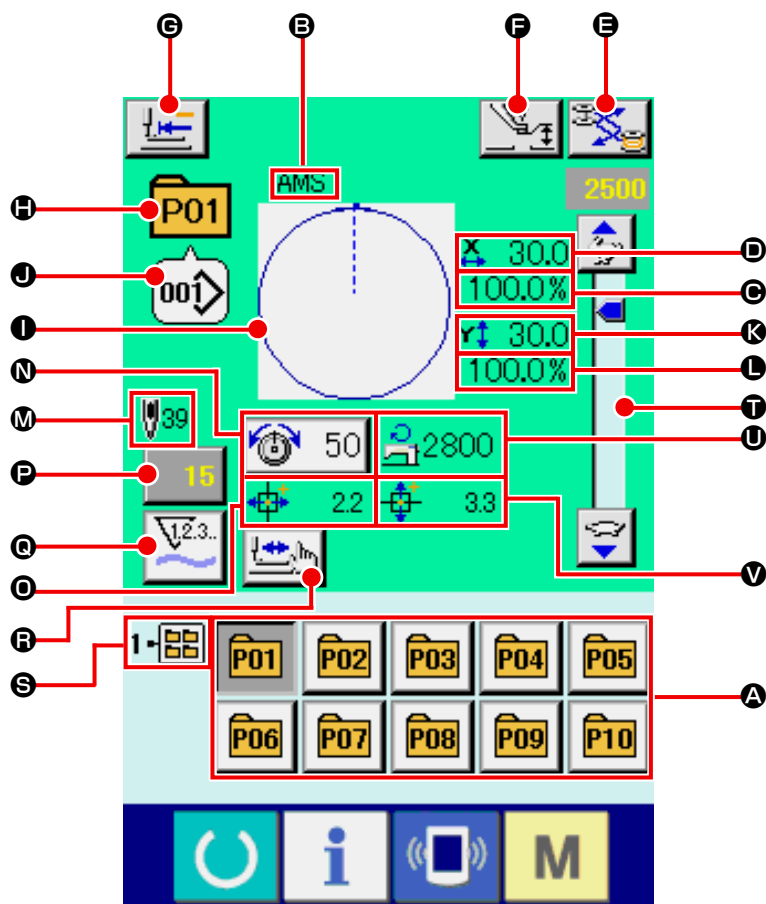 G B F E
AMS
2500
H P01
X 30.0 D
J 001 100.0% C
I Y 30.0 K
N 100.0% L
M 39 T
50 2800 U
P 15
2.2 3.3
Q 1.2.3..
O V
R
1 P01 P02 P03 P04 P05
S A
P06 P07 P08 P09 P10
i M